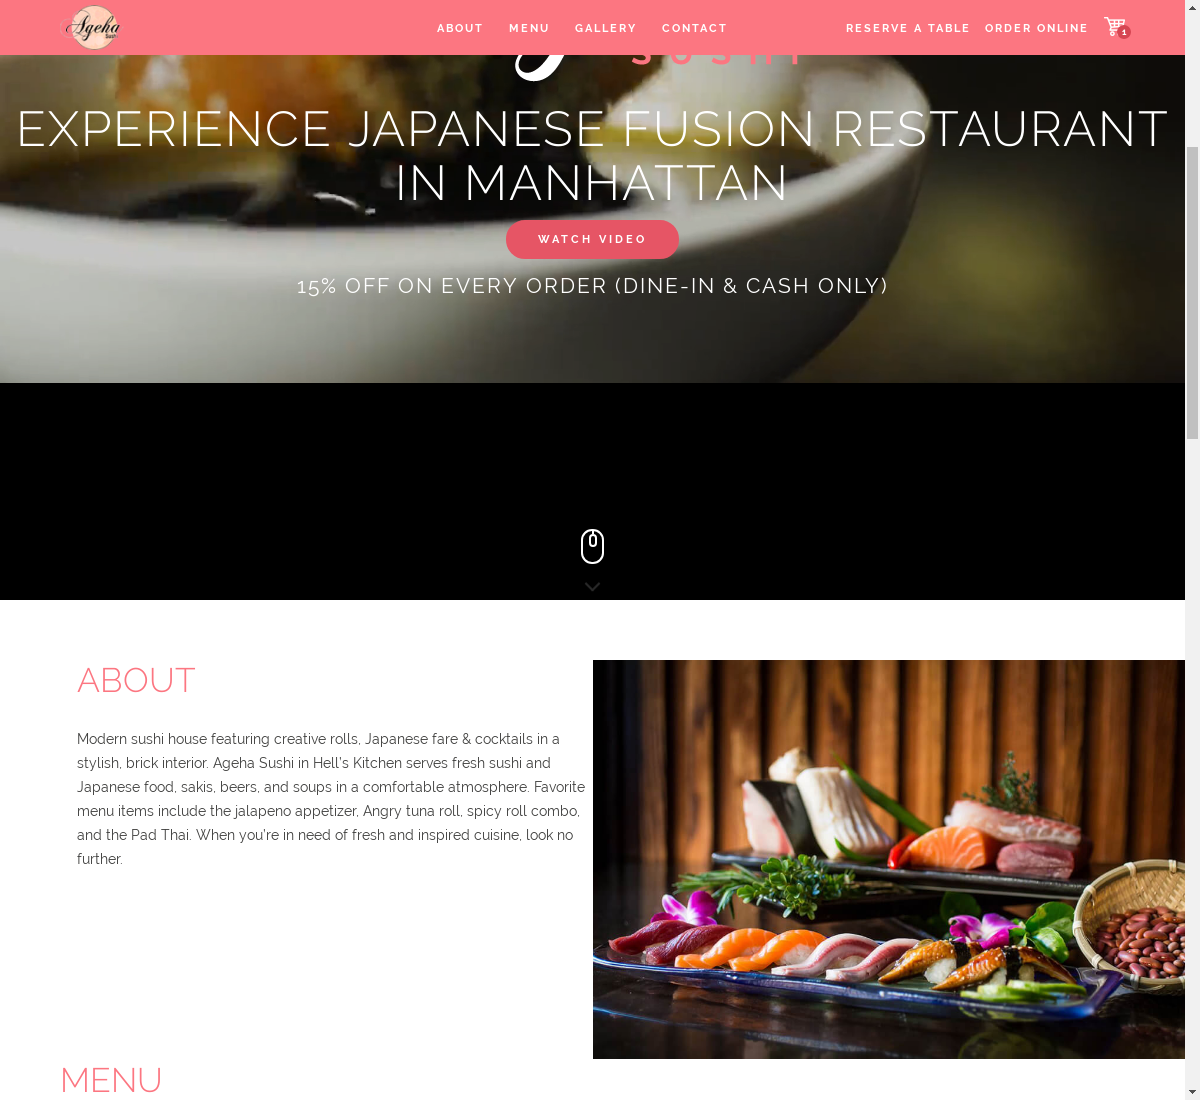 Ageha
ABOUT MENU GALLERY CONTACT RESERVE A TABLE ORDER ONLINE 1
SUSHI
EXPERIENCE JAPANESE FUSION RESTAURANT
IN MANHATTAN
WATCH VIDEO
15% OFF ON EVERY ORDER (DINE-IN & CASH ONLY)
ABOUT
Modern sushi house featuring creative rolls, Japanese fare & cocktails in a
stylish, brick interior. Ageha Sushi in Hell's Kitchen serves fresh sushi and
Japanese food, sakis, beers, and soups in a comfortable atmosphere. Favorite
menu items include the jalapeno appetizer, Angry tuna roll, spicy roll combo,
and the Pad Thai. When you're in need of fresh and inspired cuisine, look no
further.
MENU